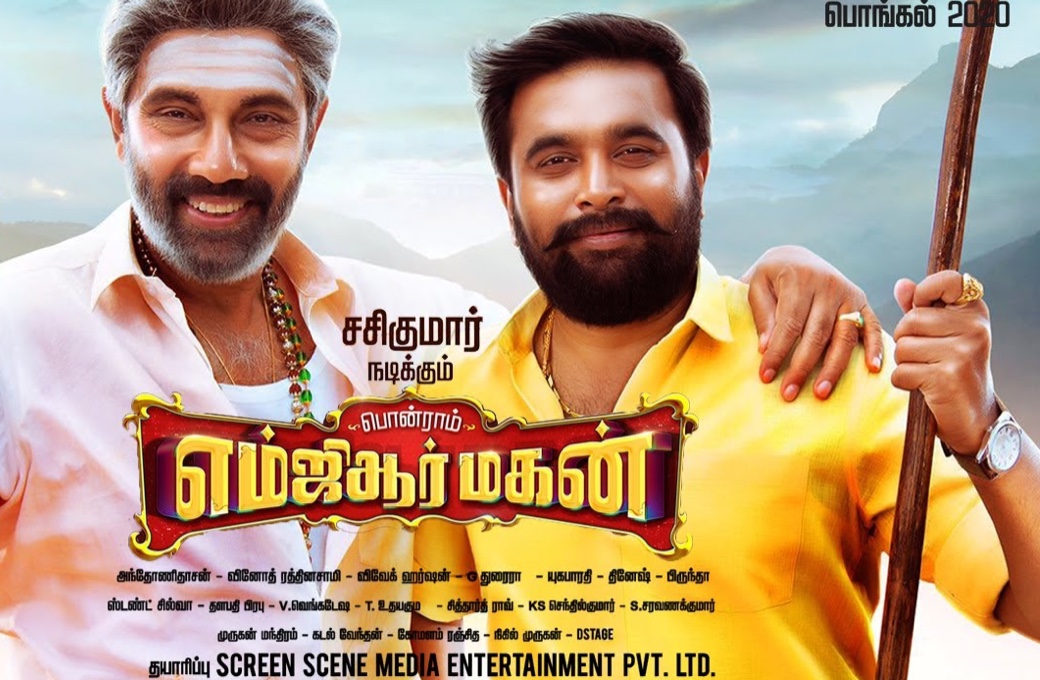 பொங்கல் 2020
சசிகுமார்
நடிக்கும்
பொன்ராம்
எம்ஜிஆர் மகன்
அந்தோணிதாசன் - வினோத் ரத்தினசாமி - விவேக் ஹர்ஷன் - G துரைரா - யுகபாரதி - தினேஷ் - பிருந்தா
ஸ்டண்ட் சில்வா - தளபதி பிரபு - V.வெங்கடேஷ - T. உதயகும - சித்தார்த் ராவ் - KS செந்தில்குமார் - S.சரவணக்குமார்
முருகன் மந்திரம் - கடல் வேந்தன் - கோமளம் ரஞ்சித - நிகில் முருகன் - DSTAGE
தயாரிப்பு SCREEN SCENE MEDIA ENTERTAINMENT PVT. LTD.